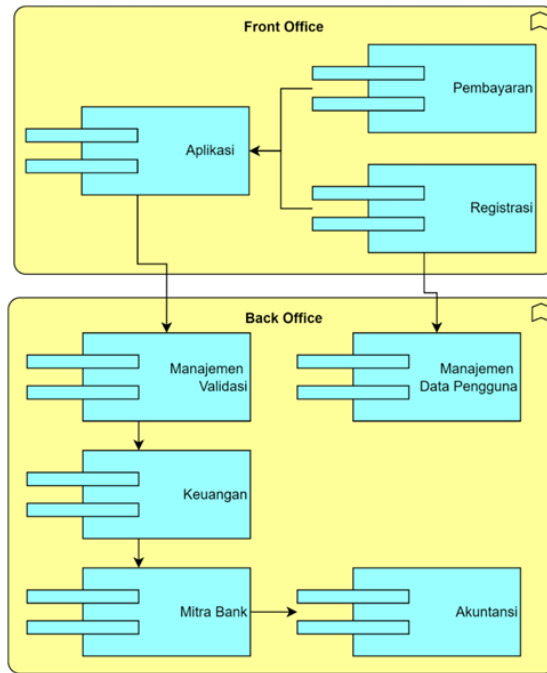 Front Office
Pembayaran
Aplikasi
Registrasi
Back Office
Manajemen
Validasi
Manajemen
Data Pengguna
Keuangan
Mitra Bank
Akuntansi